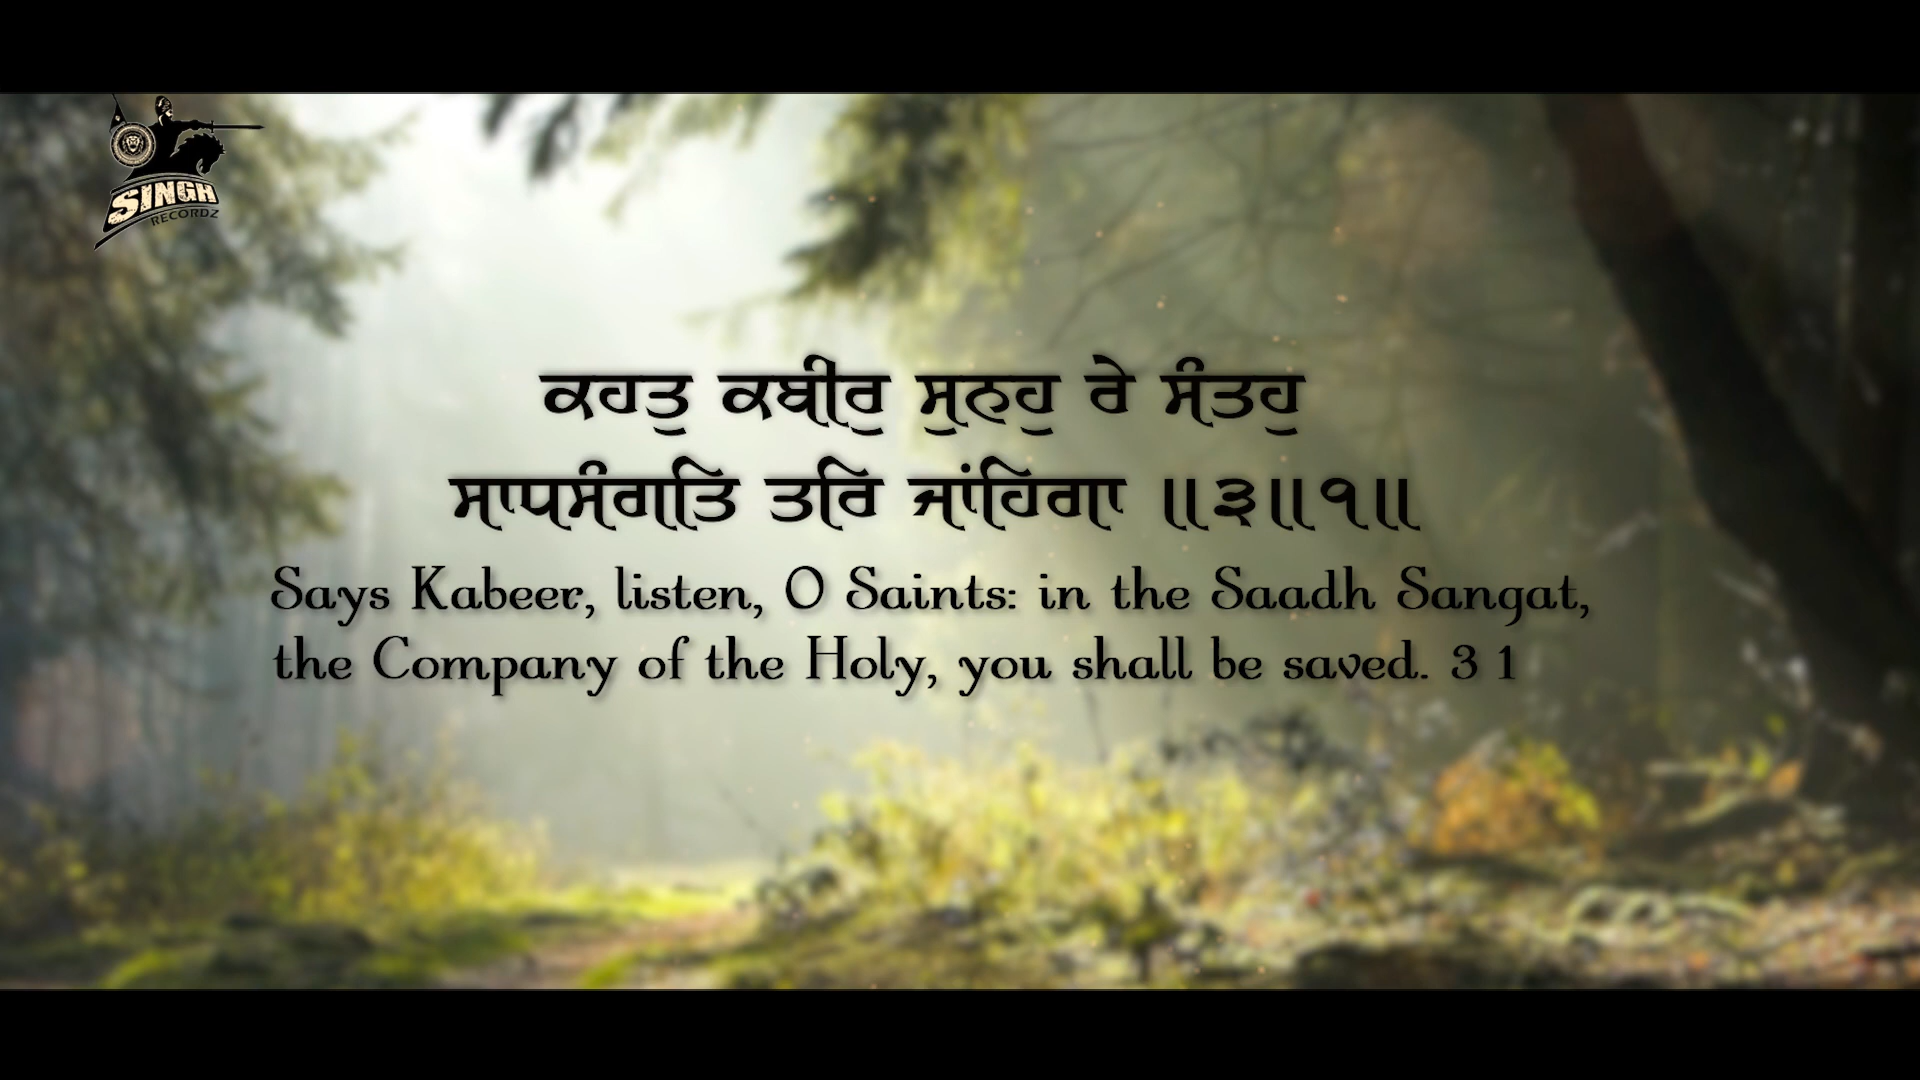 SINGH
RECORDZ
ਕਹਤੁ ਕਬੀਰੁ ਸੁਨਹੁ ਰੇ ਸੰਤਹੁ
ਸਾਧਸੰਗਤਿ ਤਰਿ ਜਾਂਹਿਗਾ ॥੩॥੧॥
Says Kabeer, listen, O Saints: in the Saadh Sangat,
the Company of the Holy, you shall be saved. 3 1